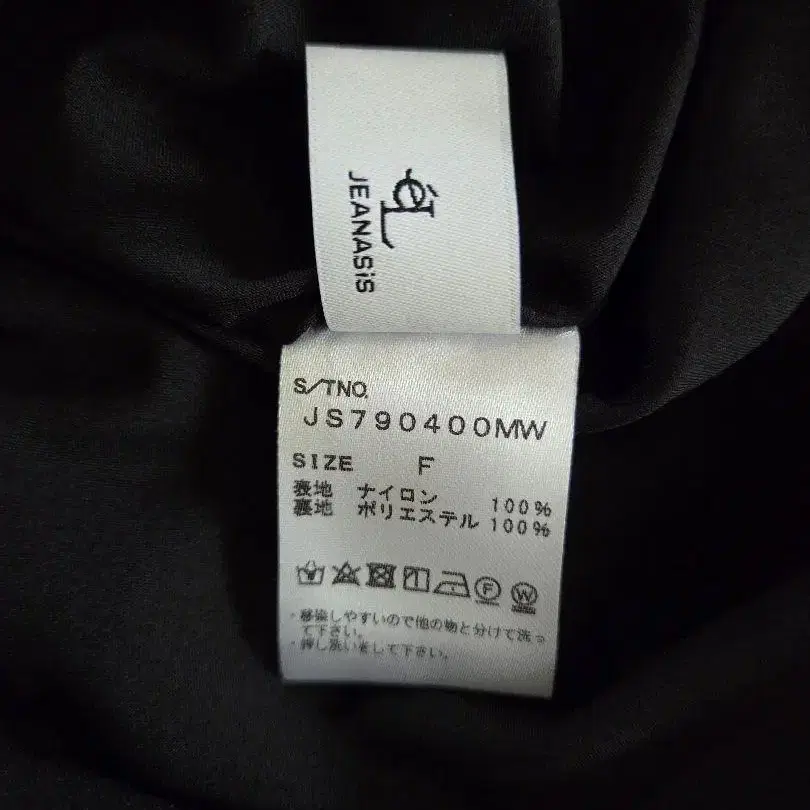 éL
JEANASiS
S/TNO.
JS790400MW
SIZE F
表地 ナイロン 100%
裏地 ポリエステル 100%
F W
・移染しやすいので他の物と分けて洗っ
て下さい。
・押し洗いをして下さい。